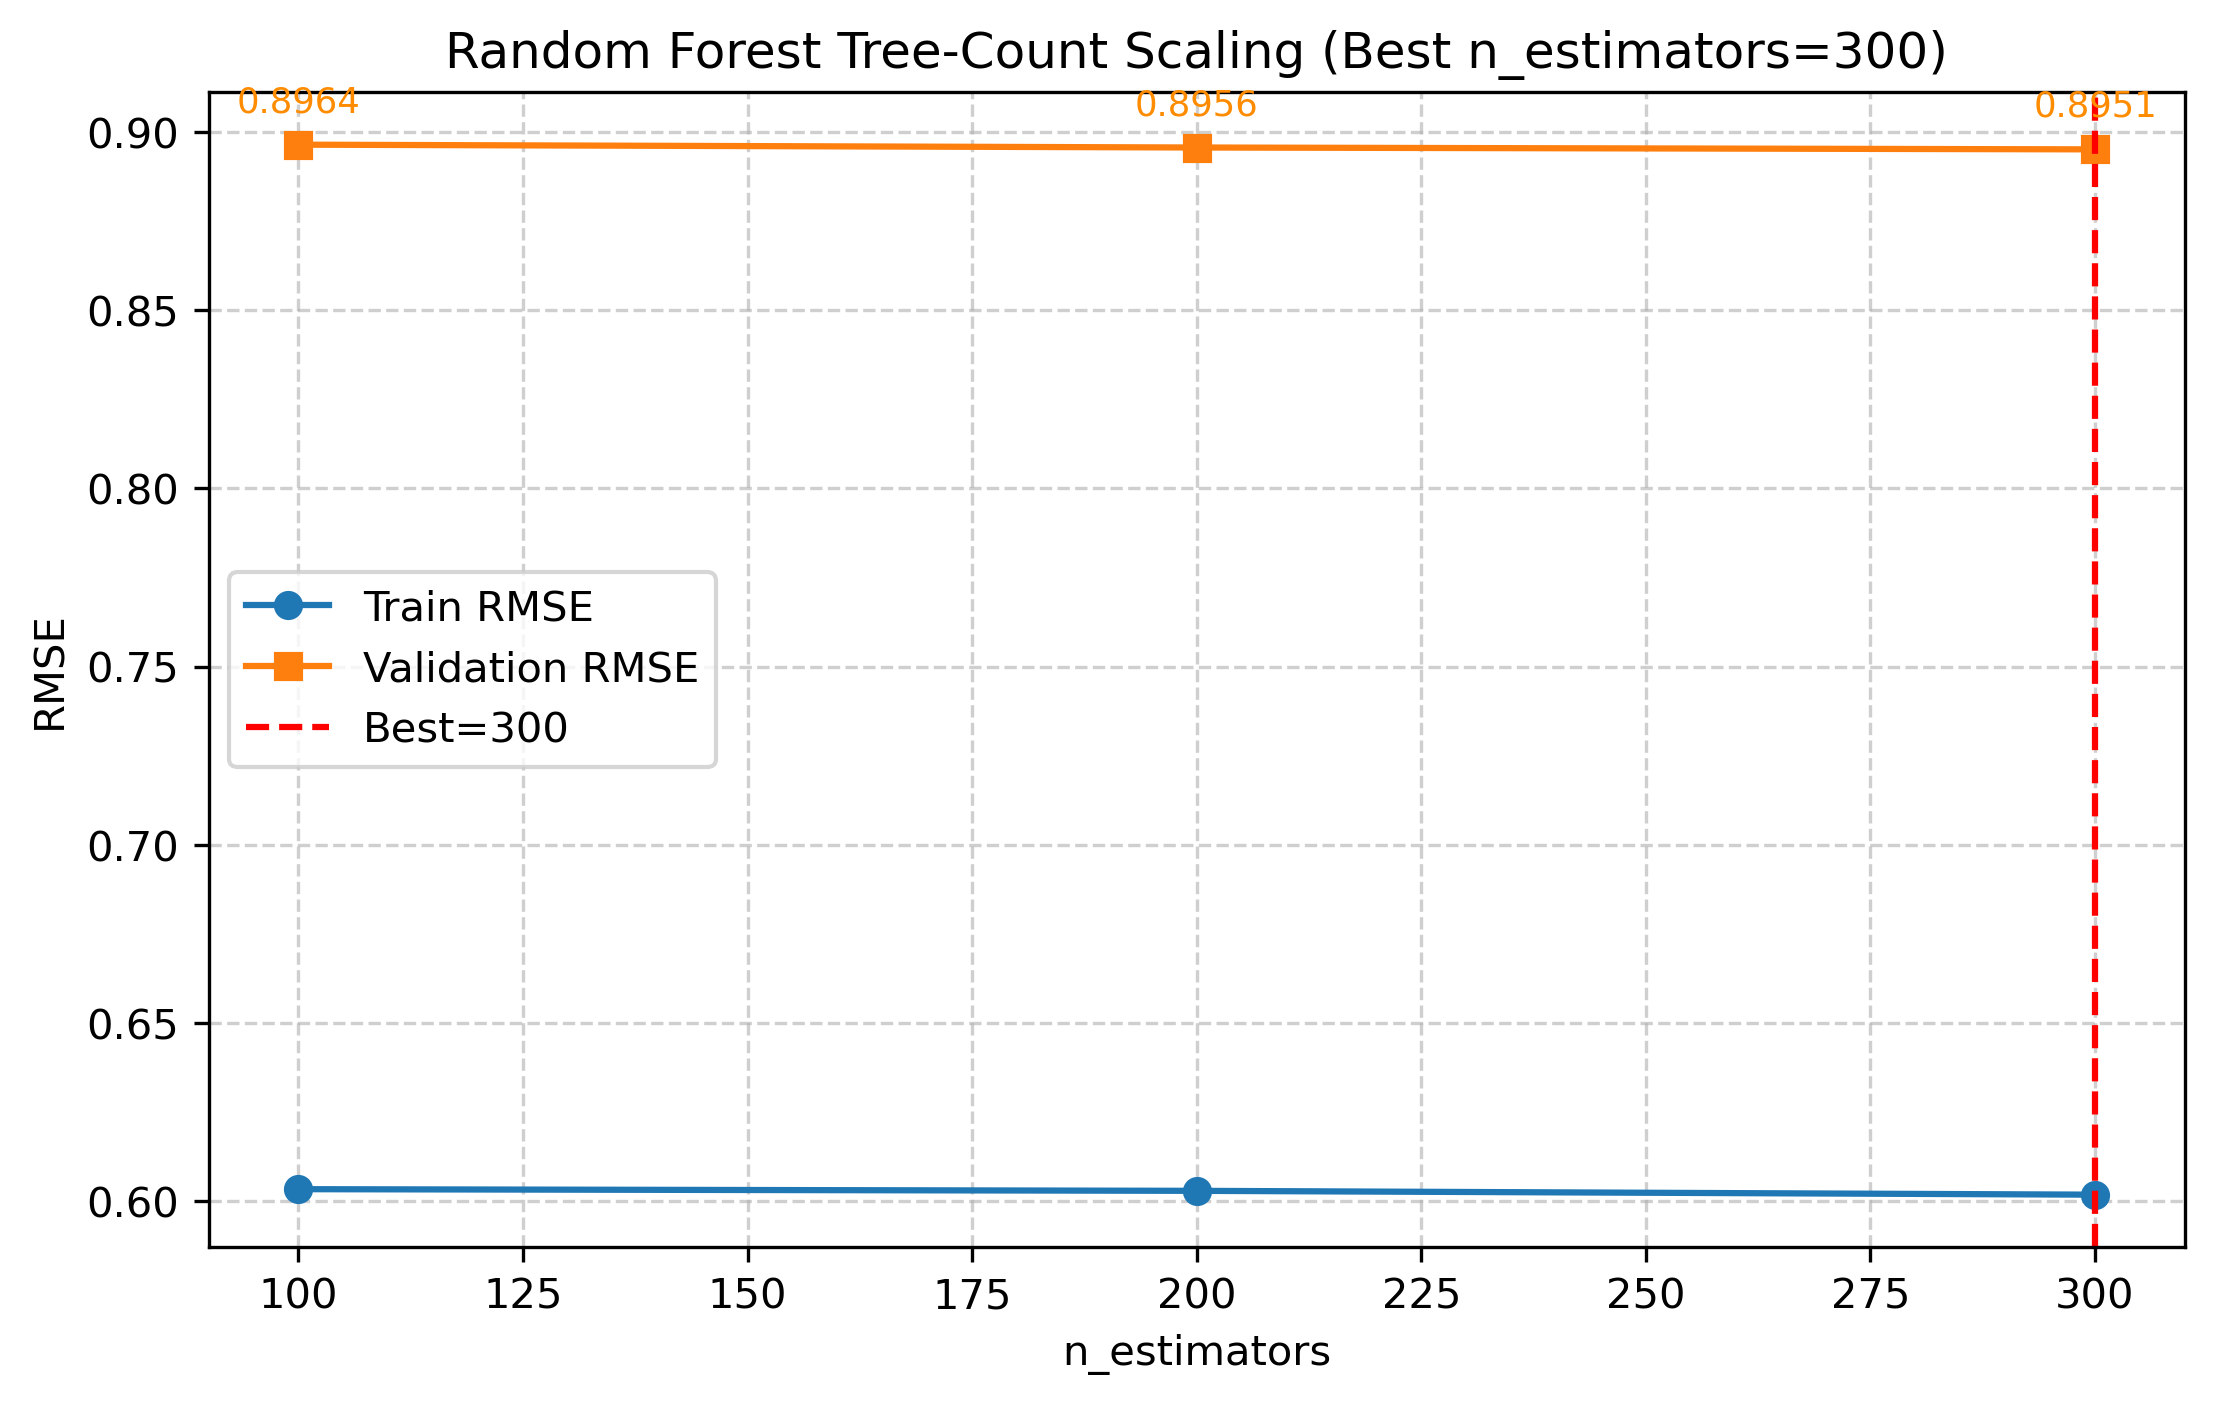 Random Forest Tree-Count Scaling (Best n_estimators=300)
0.8964
0.8956
0.8951
0.90
0.85
0.80
0.75
0.70
0.65
0.60
RMSE
Train RMSE
Validation RMSE
Best=300
100 125 150 175 200 225 250 275 300
n_estimators